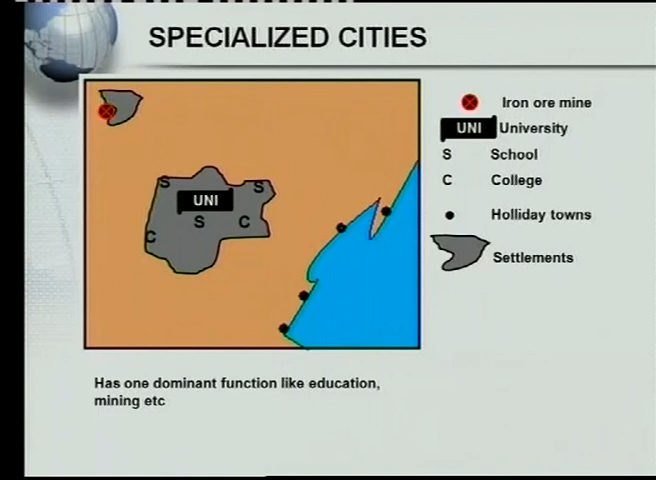 SPECIALIZED CITIES
Iron ore mine
UNI University
S School
C College
Holliday towns
Settlements
S
UNI
S
S
C
C
Has one dominant function like education,
mining etc